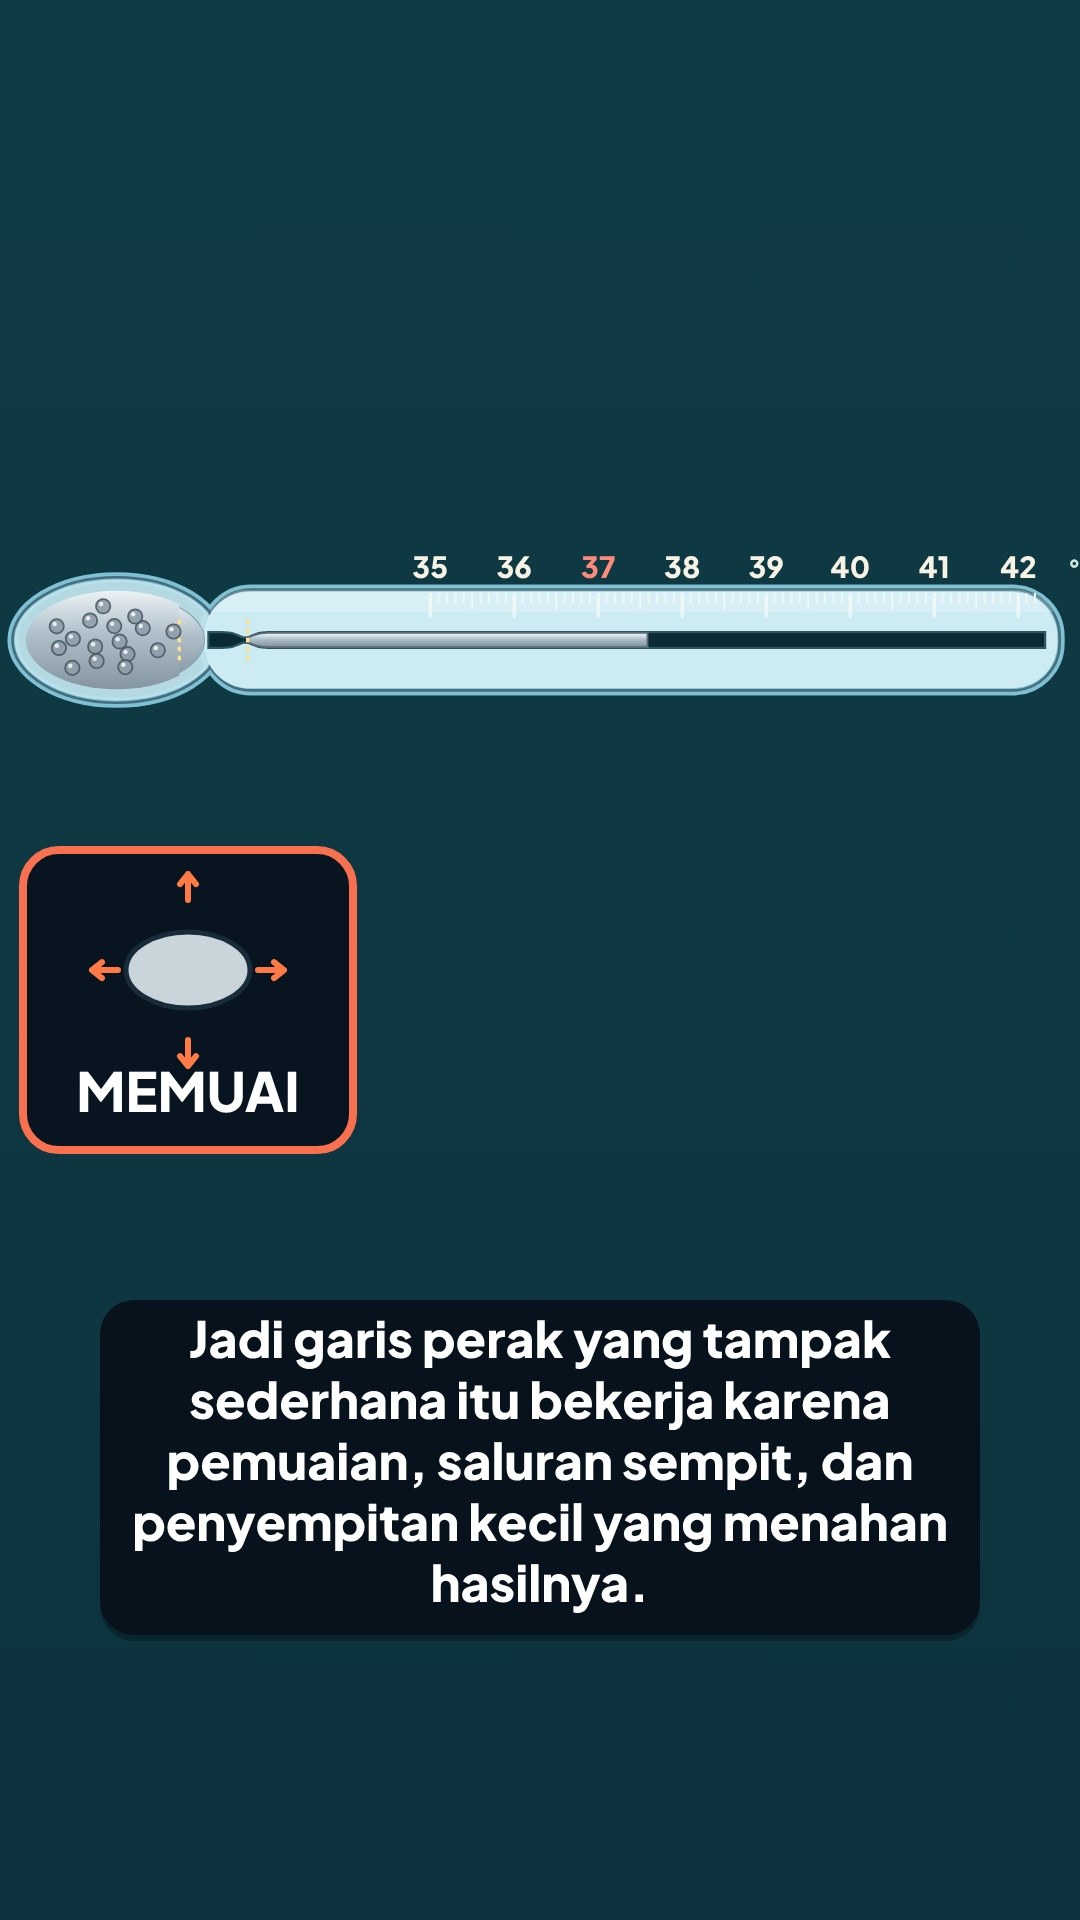 35 36 37 38 39 40 41 42 °
MEMUAI
Jadi garis perak yang tampak
sederhana itu bekerja karena
pemuaian, saluran sempit, dan
penyempitan kecil yang menahan
hasilnya.